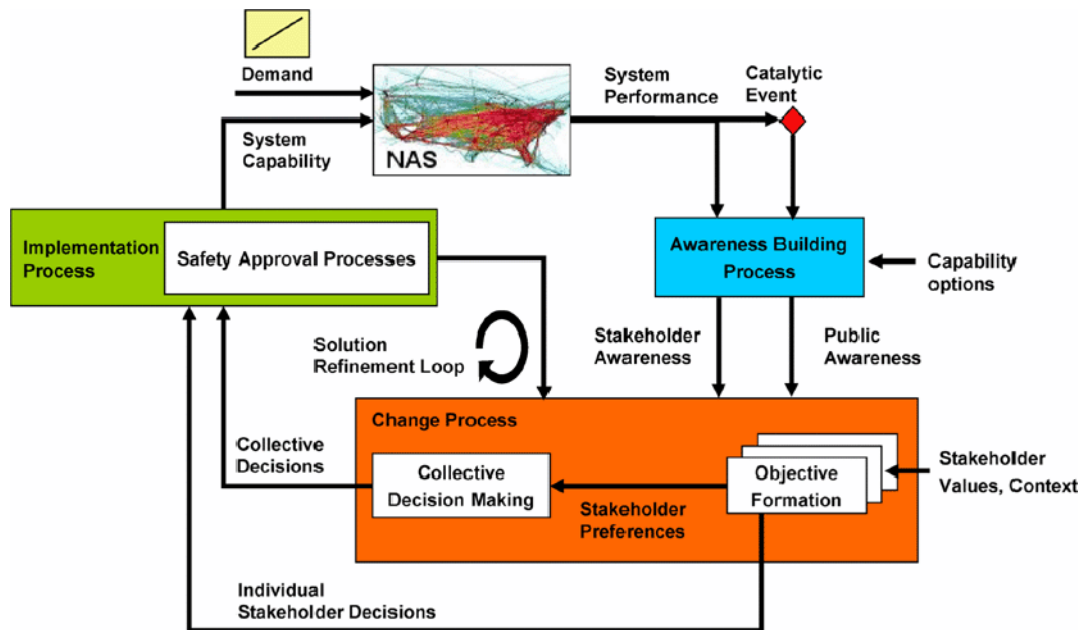 Demand
System
Performance
Catalytic
Event
System
Capability
NAS
Implementation
Process
Safety Approval Processes
Awareness Building
Process
Capability
options
Solution
Refinement Loop
Stakeholder
Awareness
Public
Awareness
Change Process
Collective
Decisions
Collective
Decision Making
Objective
Formation
Stakeholder
Values, Context
Stakeholder
Preferences
Individual
Stakeholder Decisions